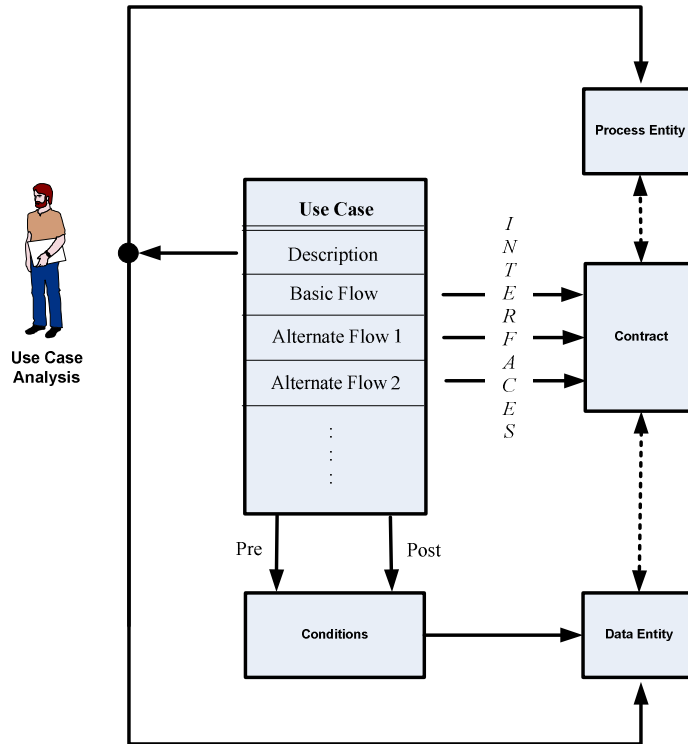 Process Entity
Use Case
Description
Basic Flow
Alternate Flow 1
Alternate Flow 2
INTERFACES
Contract
Use Case
Analysis
Pre
Post
Conditions
Data Entity